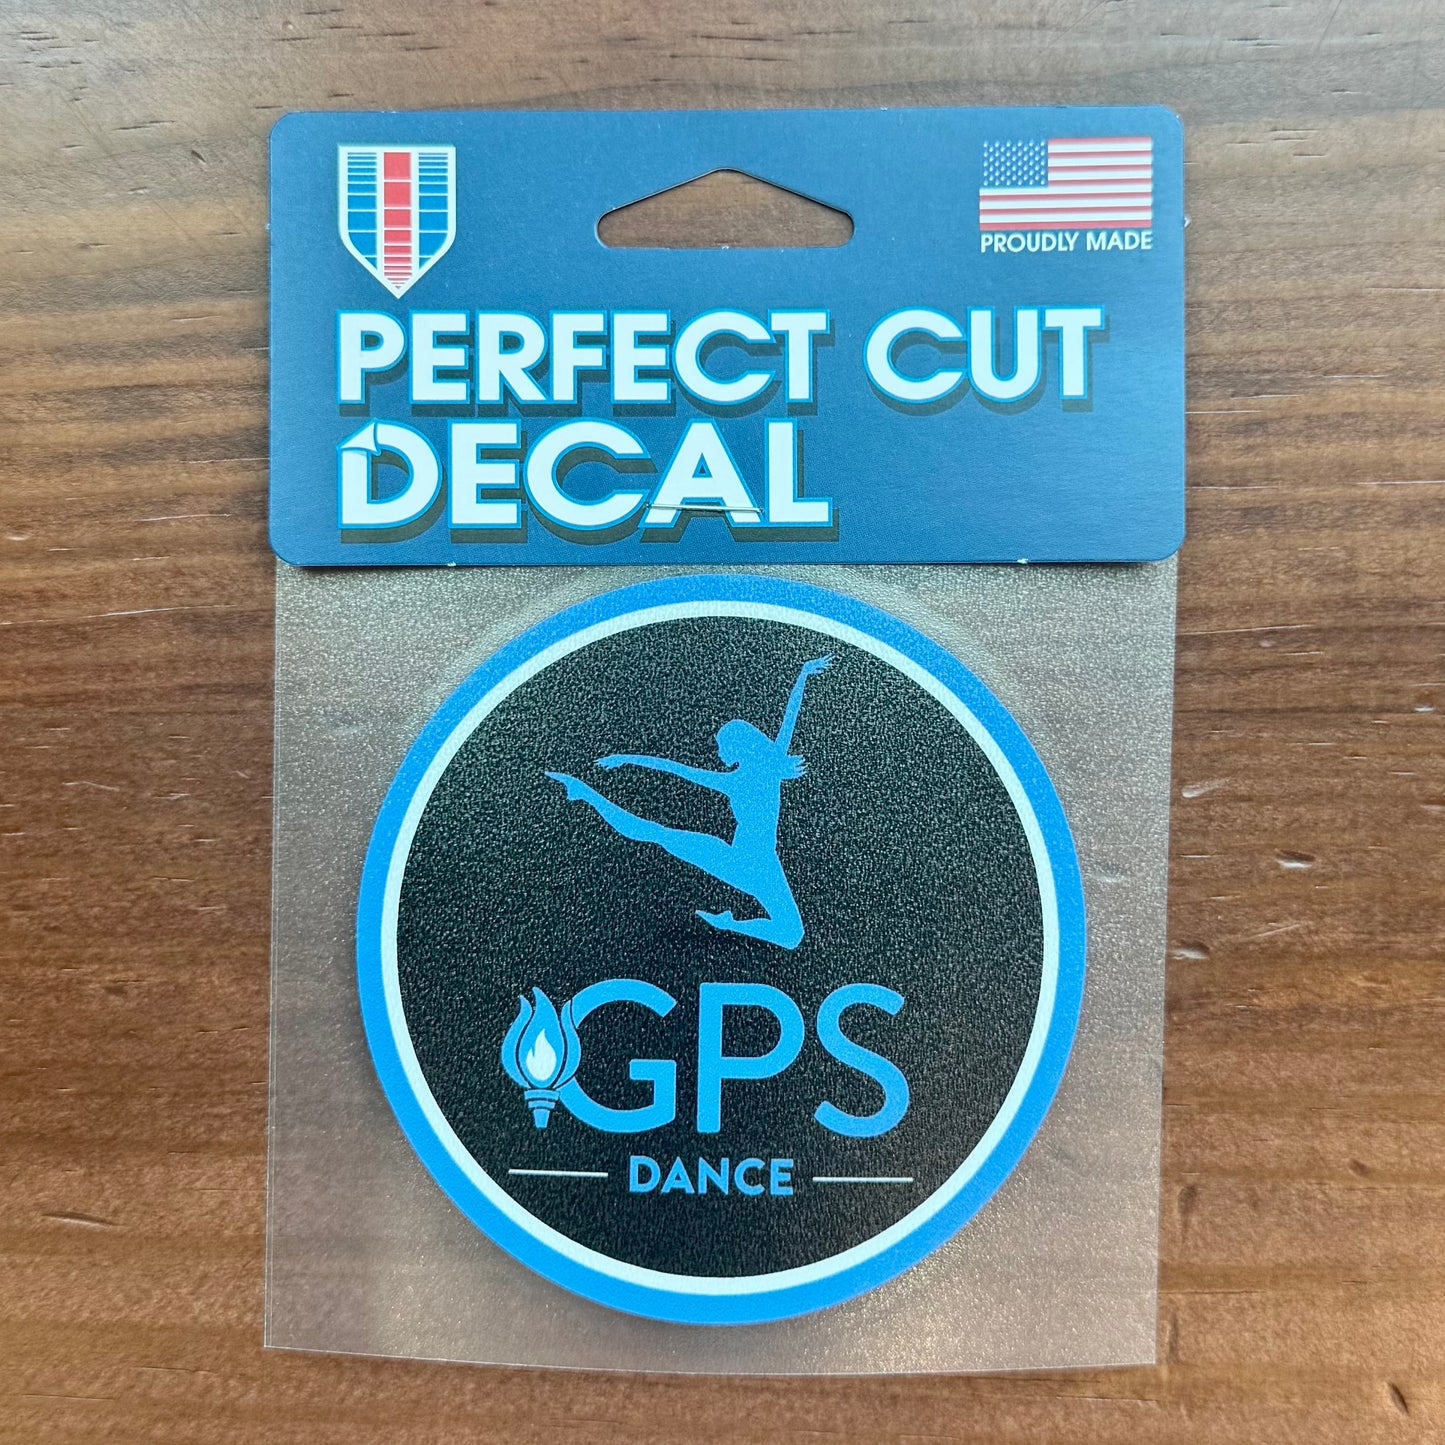 PROUDLY MADE
PERFECT CUT
DECAL
GPS
DANCE